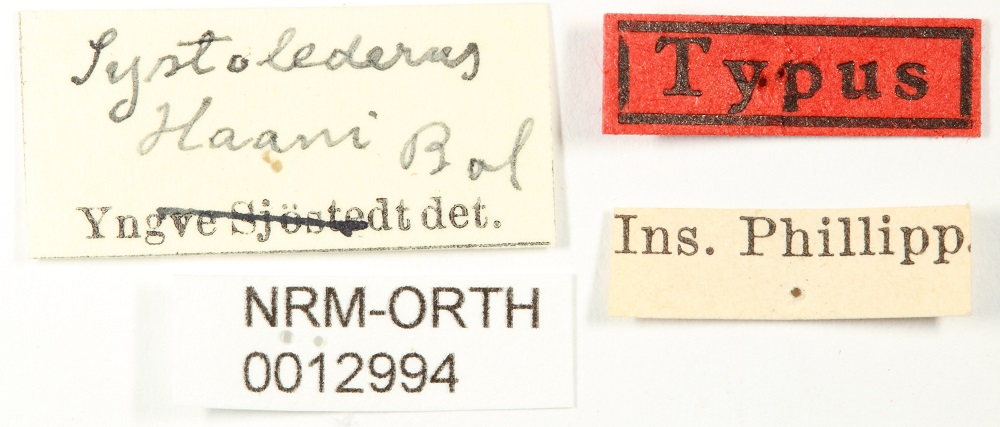 Systolederus
Haani Bol
Yngve Sjöstedt det.
Typus
Ins. Phillipp.
NRM-ORTH
0012994